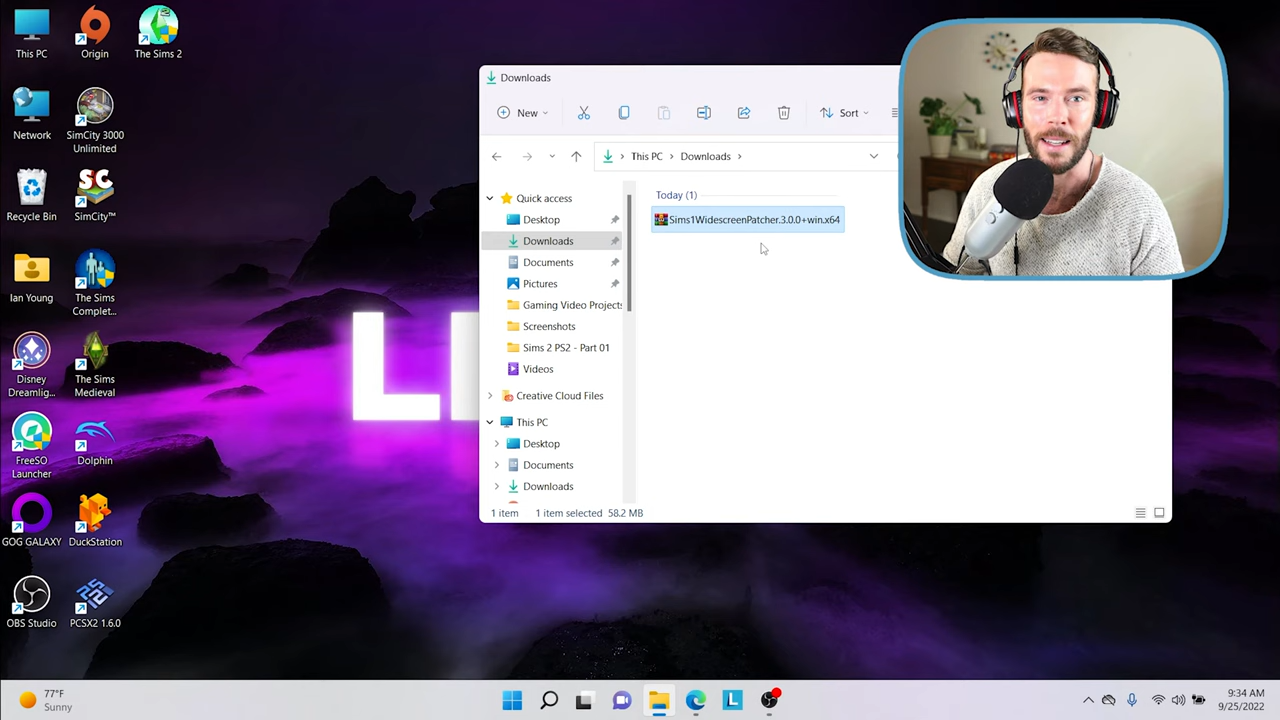 This PC
Origin
The Sims 2
Network
SimCity 3000
Unlimited
Recycle Bin
SimCity™
Ian Young
The Sims
Complet...
Disney
Dreamlig...
The Sims
Medieval
FreeSO
Launcher
Dolphin
GOG GALAXY
DuckStation
OBS Studio
PCSX2 1.6.0
LI
Downloads
New
Sort
This PC
Downloads
Quick access
Desktop
Downloads
Documents
Pictures
Gaming Video Projects
Screenshots
Sims 2 PS2 - Part 01
Videos
Creative Cloud Files
This PC
Desktop
Documents
Downloads
Today (1)
Sims1WidescreenPatcher.3.0.0+win.x64
1 item
1 item selected 58.2 MB
77°F
Sunny
L
9:34 AM
9/25/2022